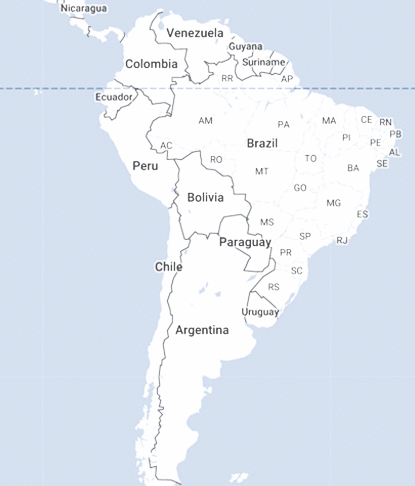 Nicaragua
Venezuela
Guyana
Suriname
Colombia
RR
AP
Ecuador
AM
PA
MA
CE
RN
PI
PB
PE
AL
SE
AC
RO
Brazil
TO
BA
Peru
MT
Bolivia
GO
MG
ES
MS
SP
RJ
Paraguay
PR
SC
Chile
RS
Uruguay
Argentina